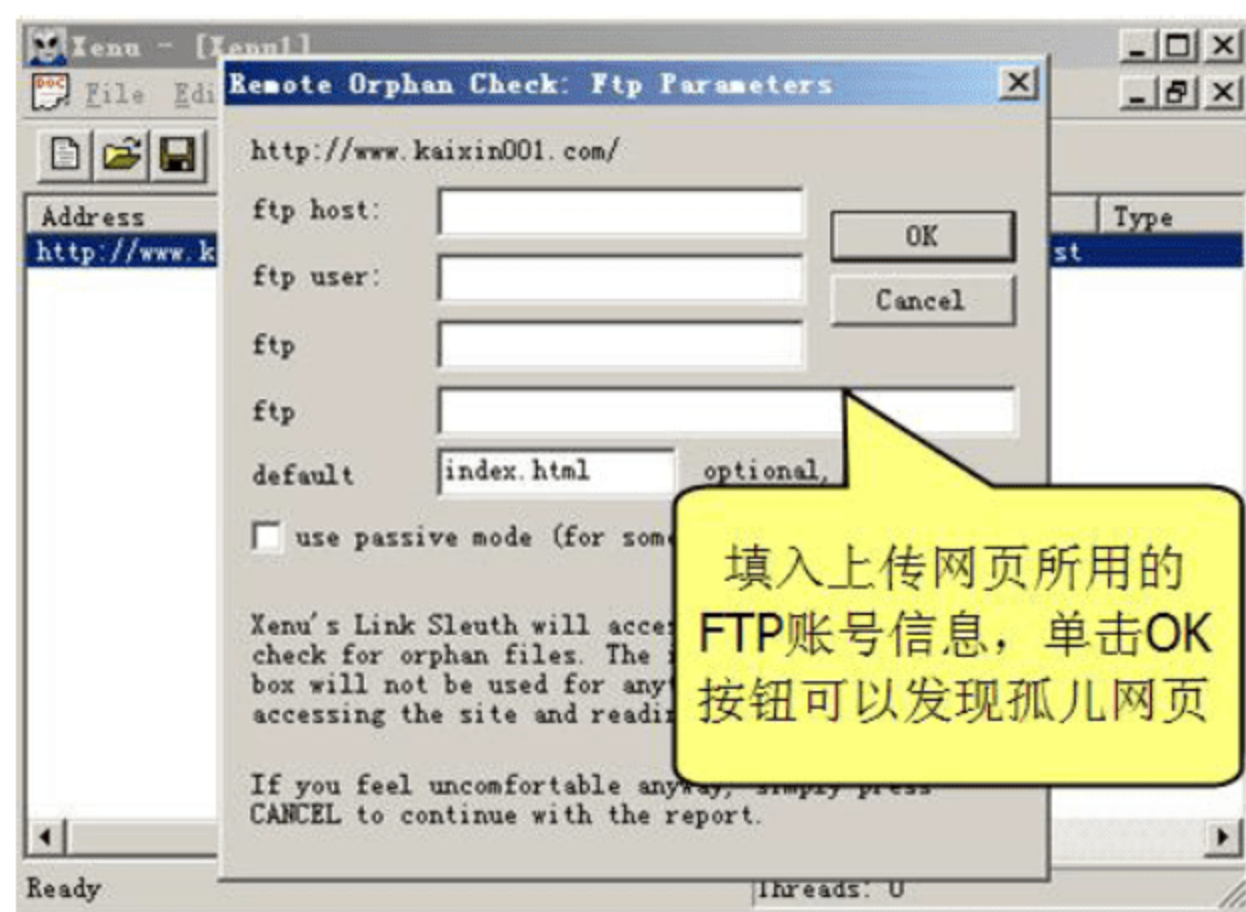 Xenu - [Xenu1]
File Edi
Remote Orphan Check: Ftp Parameters
http://www.kaixin001.com/
ftp host:
OK
ftp user:
Cancel
ftp
ftp
default index.html optional,
use passive mode (for some
Address Type
http://www.k st
填入上传网页所用的
FTP账号信息，单击OK
按钮可以发现孤儿网页
Xenu's Link Sleuth will acce
check for orphan files. The
box will not be used for any
accessing the site and readi
If you feel uncomfortable anyway, simply press
CANCEL to continue with the report.
Ready Threads: 0